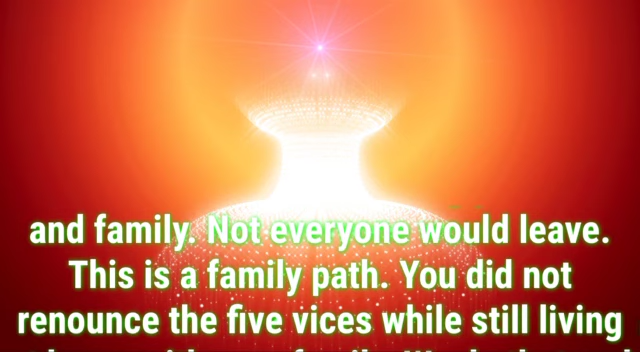 and family. Not everyone would leave.
This is a family path. You did not
renounce the five vices while still living